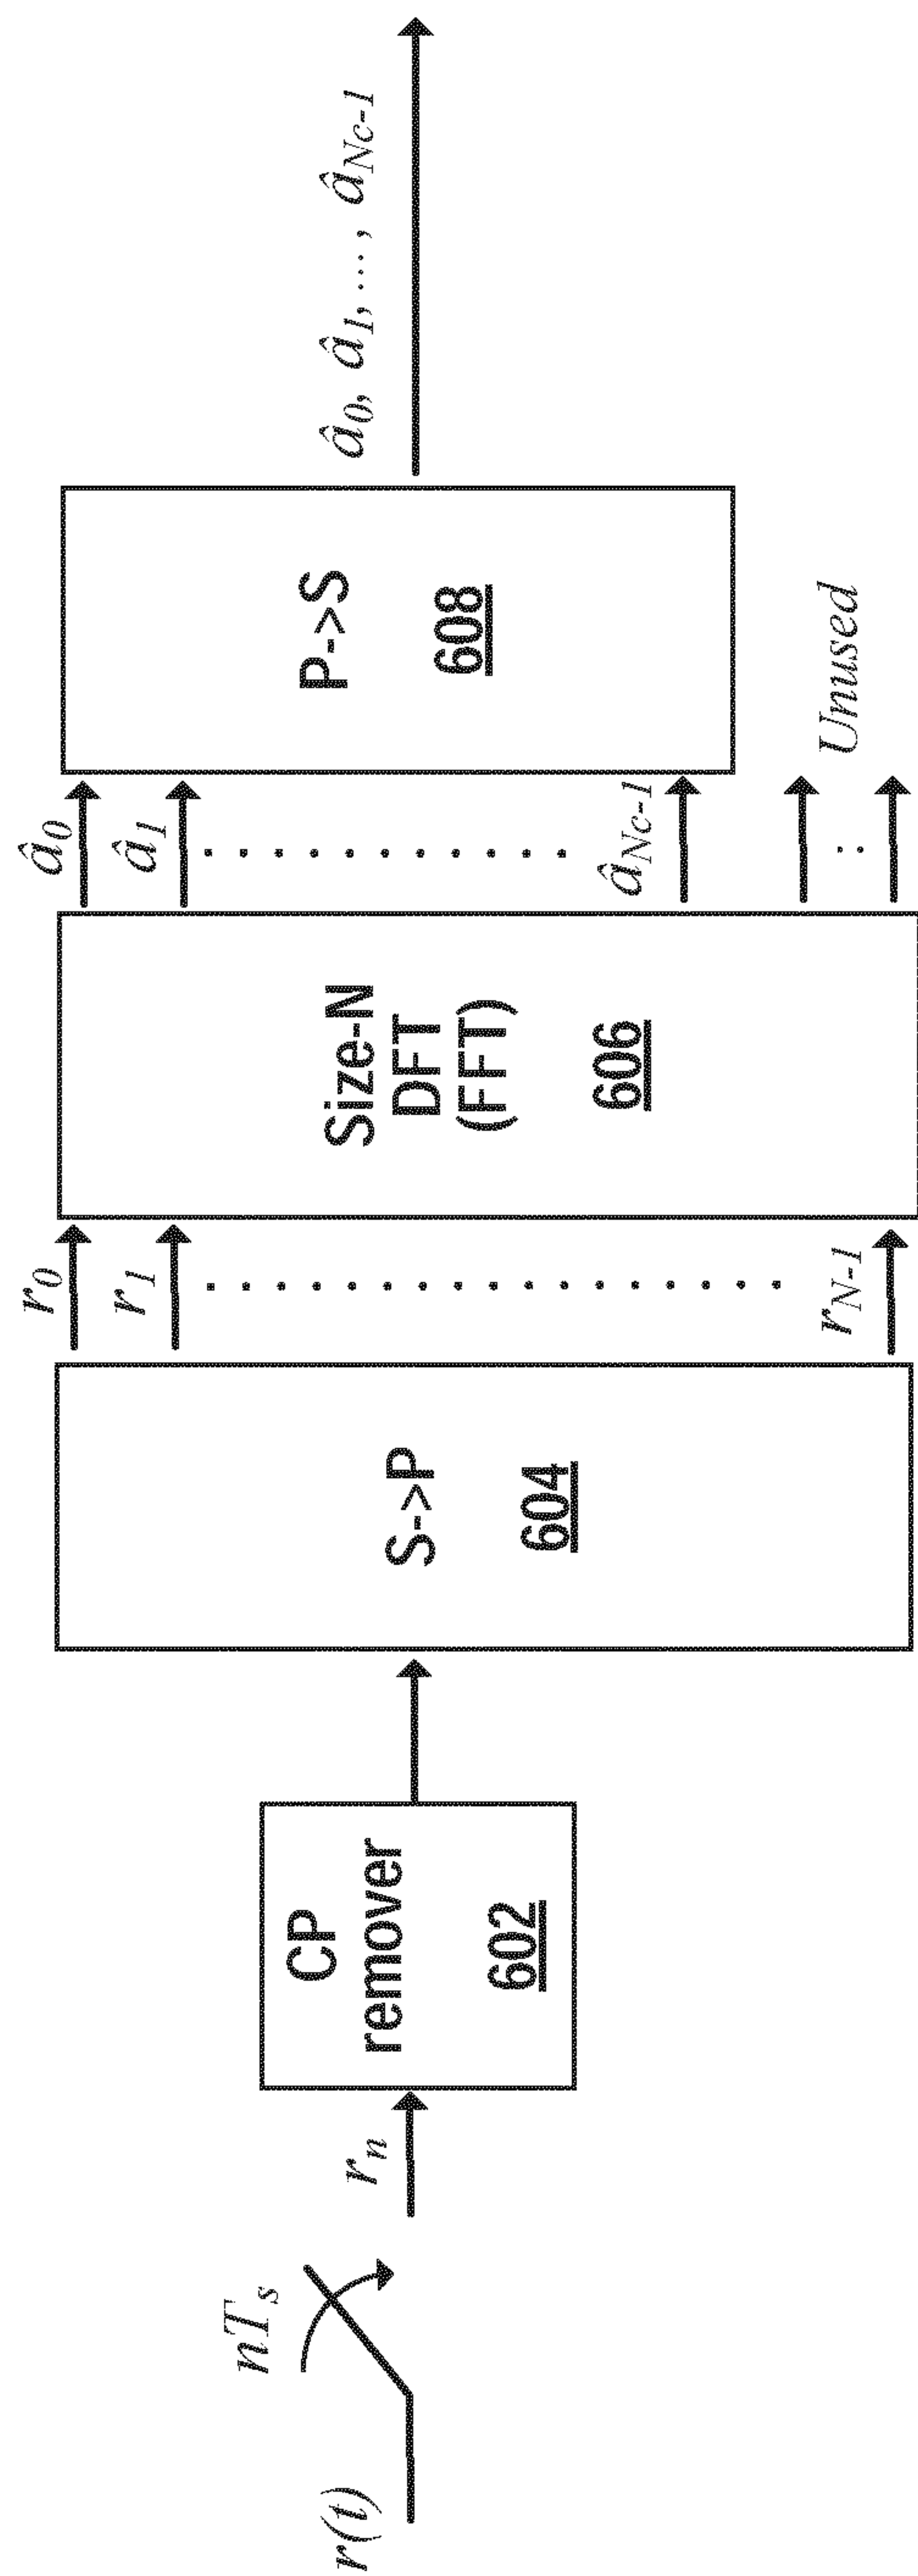 r(t)
nT_s
r_n
CP
remover
602
S->P
604
r_0
r_1
r_{N-1}
Size-N
DFT
(FFT)
606
â_0
â_1
â_{Nc-1}
Unused
P->S
608
â_0, â_1,..., â_{Nc-1}